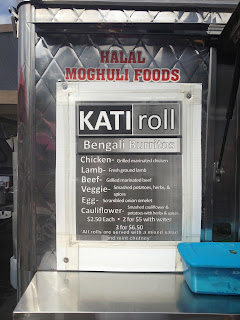 HALAL
MOGHULI FOODS
KATI roll
Bengali Burritos
Chicken- Grilled marinated chicken
Lamb- Fresh ground lamb
Beef- Grilled marinated beef
Veggie- Smashed potatoes, herbs, &
spices
Egg- Scrambled onion omelet
Cauliflower- Smashed cauliflower &
potatoes with herbs & spices
$2.50 Each • 2 for $5 with water
3 for $6.50
*All rolls are served with a mixed salad
and mint chutney*